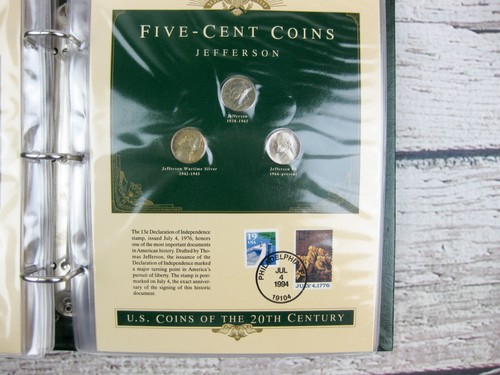 FIVE-CENT COINS
JEFFERSON
Jefferson
1938-1942
Jefferson Wartime Silver
1942-1945
Jefferson
1946-present
The 13¢ Declaration of Independence
stamp, issued July 4, 1976, honors
one of the most important documents
in American history. Drafted by Tho-
mas Jefferson, the issuance of the
Declaration of Independence marked
a major turning point in America's
pursuit of liberty. The stamp is post-
marked on July 4, the exact anniver-
sary of the signing of this historic
document.
19
USA
PHILADELPHIA
JUL
4
1994
19104
JULY 4, 1776
U.S. COINS OF THE 20TH CENTURY